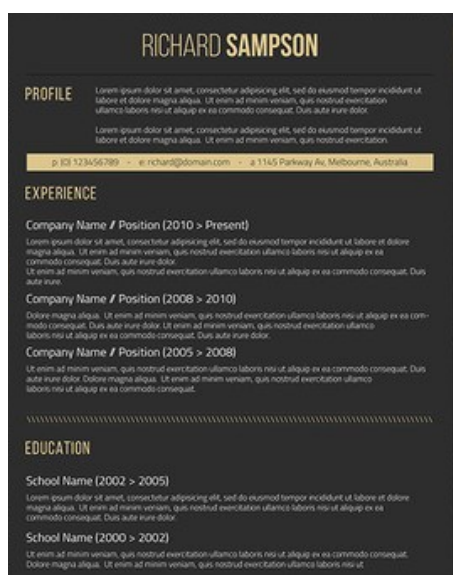 RICHARD SAMPSON
PROFILE
Lorem ipsum dolor sit amet, consectetur adipisicing elit, sed do eiusmod tempor incididunt ut
labore et dolore magna aliqua. Ut enim ad minim veniam, quis nostrud exercitation
ullamco laboris nisi ut aliquip ex ea commodo consequat. Duis aute irure dolor.
Lorem ipsum dolor sit amet, consectetur adipisicing elit, sed do eiusmod tempor incididunt ut
labore et dolore magna aliqua. Ut enim ad minim veniam, quis nostrud exercitation.
p: (0) 123456789 - e: richard@domain.com - a 1145 Parkway Av, Melbourne, Australia
EXPERIENCE
Company Name // Position (2010 > Present)
Lorem ipsum dolor sit amet, consectetur adipisicing elit, sed do eiusmod tempor incididunt ut labore et dolore
magna aliqua. Ut enim ad minim veniam, quis nostrud exercitation ullamco laboris nisi ut aliquip ex ea
commodo consequat. Duis aute irure dolor.
Ut enim ad minim veniam, quis nostrud exercitation ullamco laboris nisi ut aliquip ex ea commodo consequat. Duis
aute irure.
Company Name // Position (2008 > 2010)
Dolore magna aliqua. Ut enim ad minim veniam, quis nostrud exercitation ullamco laboris nisi ut aliquip ex ea com-
modo consequat. Duis aute irure dolor. Ut enim ad minim veniam, quis nostrud exercitation ullamco
laboris nisi ut aliquip ex ea commodo consequat.
Company Name // Position (2005 > 2008)
Ut enim ad minim veniam, quis nostrud exercitation ullamco laboris nisi ut aliquip ex ea commodo consequat. Duis
aute irure dolor. Dolore magna aliqua. Ut enim ad minim veniam, quis nostrud exercitation ullamco
laboris nisi ut aliquip ex ea commodo consequat.
EDUCATION
School Name (2002 > 2005)
Lorem ipsum dolor sit amet, consectetur adipisicing elit, sed do eiusmod tempor incididunt ut labore et dolore
magna aliqua. Ut enim ad minim veniam, quis nostrud exercitation ullamco laboris nisi ut aliquip ex ea
commodo consequat. Duis aute irure dolor.
School Name (2000 > 2002)
Ut enim ad minim veniam, quis nostrud exercitation ullamco laboris nisi ut aliquip ex ea commodo consequat.
Dolore magna aliqua. Ut enim ad minim veniam, quis nostrud exercitation ullamco laboris nisi ut